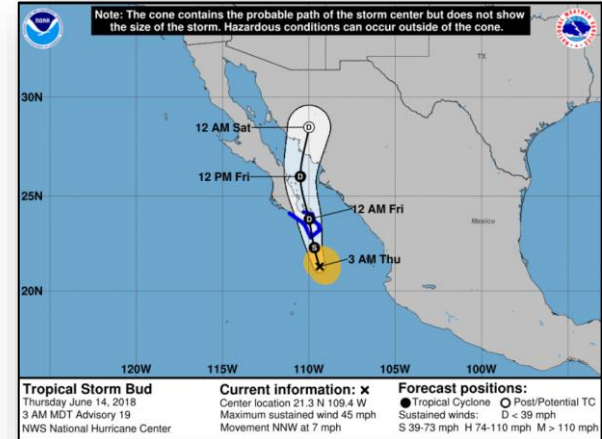 Note: The cone contains the probable path of the storm center but does not show
the size of the storm. Hazardous conditions can occur outside of the cone.
NOAA
TX
30N
12 AM Sat
D
12 PM Fri
D
25N
12 AM Fri
D
Mexico
S
3 AM Thu
20N
120W
115W
110W
105W
100W
Tropical Storm Bud
Thursday June 14, 2018
3 AM MDT Advisory 19
NWS National Hurricane Center
Current information: x
Center location 21.3 N 109.4 W
Maximum sustained wind 45 mph
Movement NNW at 7 mph
Forecast positions:
● Tropical Cyclone ○ Post/Potential TC
Sustained winds: D < 39 mph
S 39-73 mph H 74-110 mph M > 110 mph